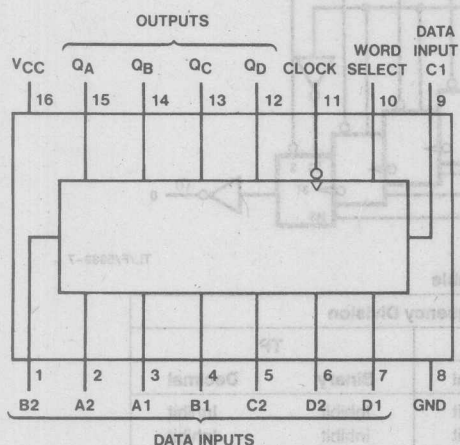 OUTPUTS
DATA
INPUT
C1
WORD
SELECT
VCC QA QB QC QD CLOCK
16 15 14 13 12 11 10 9
1 2 3 4 5 6 7 8
B2 A2 A1 B1 C2 D2 D1 GND
DATA INPUTS